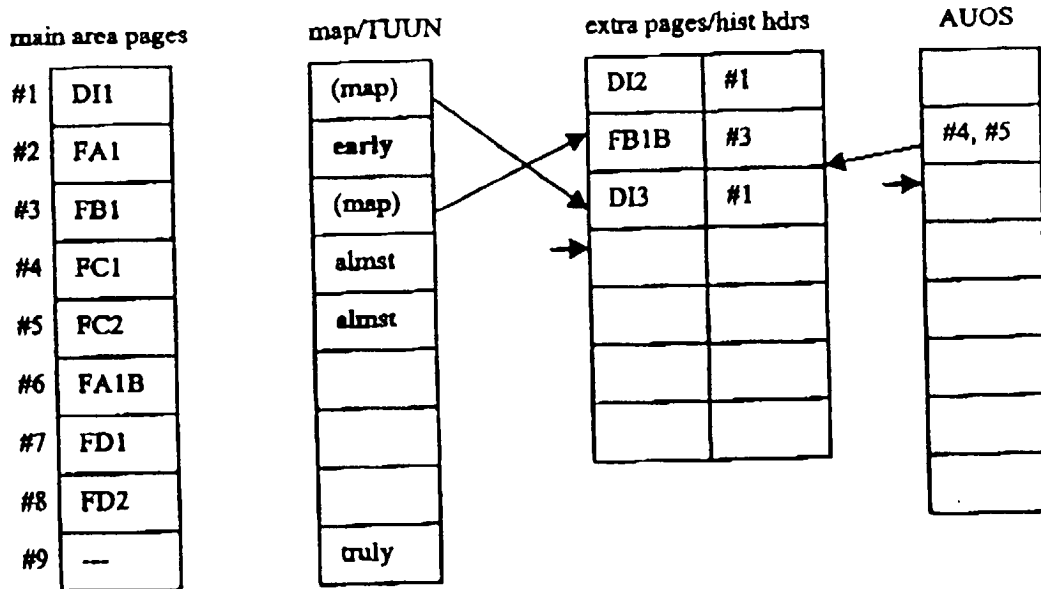 main area pages
#1 DI1
#2 FA1
#3 FB1
#4 FC1
#5 FC2
#6 FA1B
#7 FD1
#8 FD2
#9 ---
map/TUUN
(map)
early
(map)
almst
almst
truly
extra pages/hist hdrs
DI2 #1
FB1B #3
DI3 #1
AUOS
#4, #5